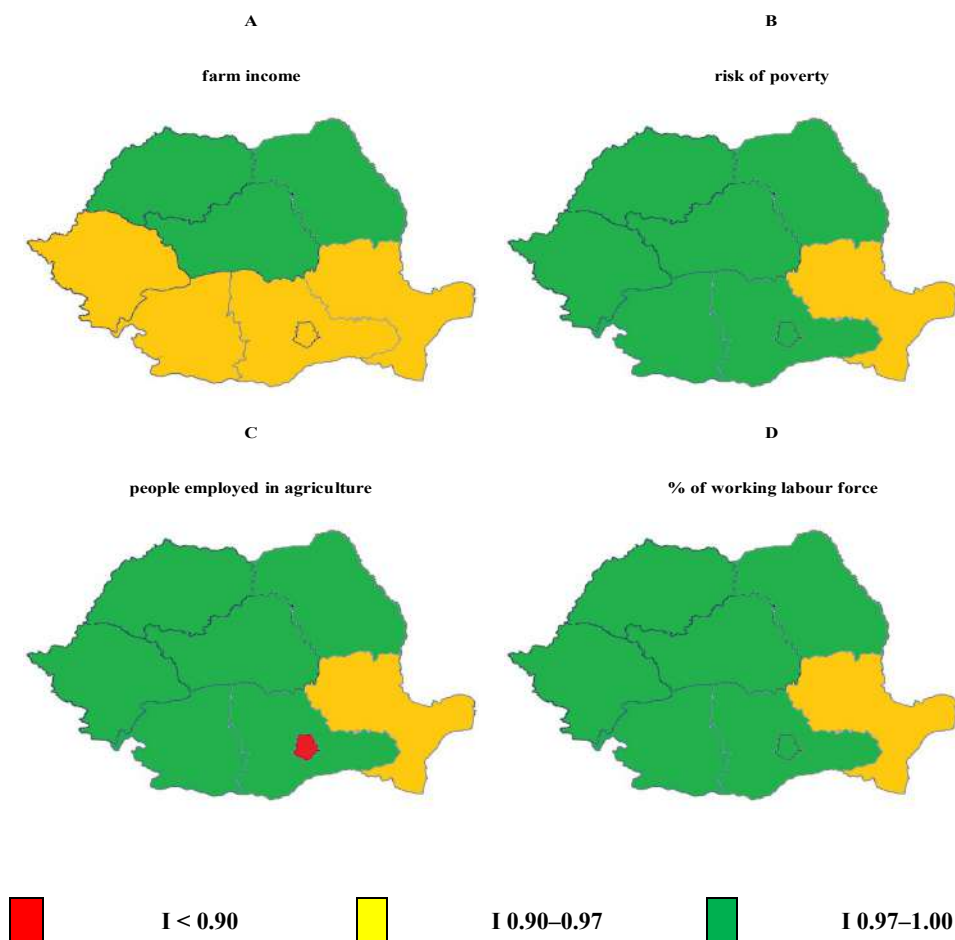 A
B
farm income
risk of poverty
C
D
people employed in agriculture
% of working labour force
I < 0.90
I 0.90–0.97
I 0.97–1.00